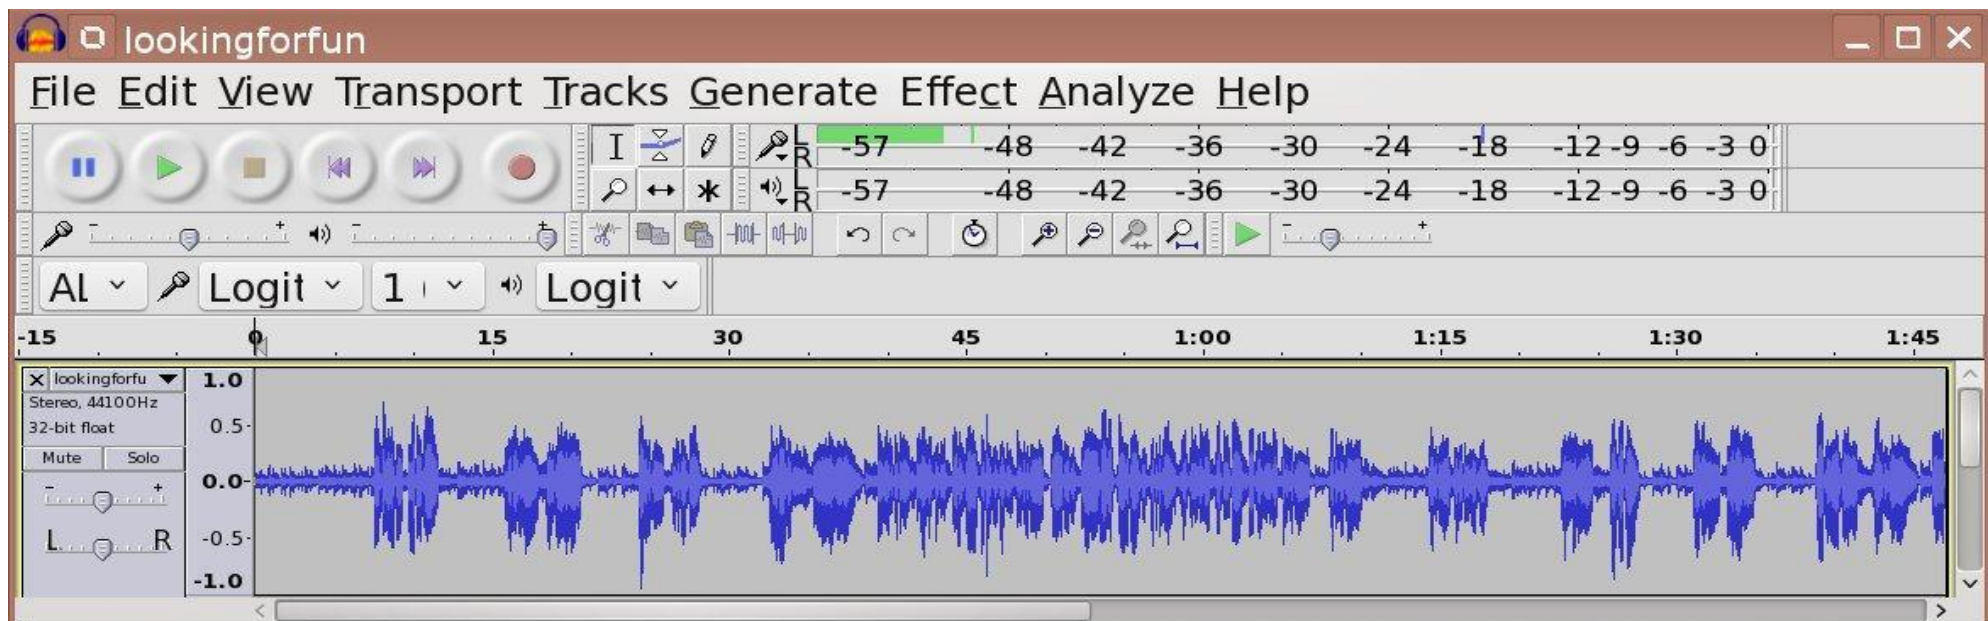 lookingforfun
File Edit View Transport Tracks Generate Effect Analyze Help
L R -57 -48 -42 -36 -30 -24 -18 -12 -9 -6 -3 0
L R -57 -48 -42 -36 -30 -24 -18 -12 -9 -6 -3 0
- + - + - +
AL Logit 1 Logit
-15 0 15 30 45 1:00 1:15 1:30 1:45
lookingforfu 1.0
Stereo, 44100Hz
32-bit float 0.5
Mute Solo
0.0
- +
L R -0.5
-1.0